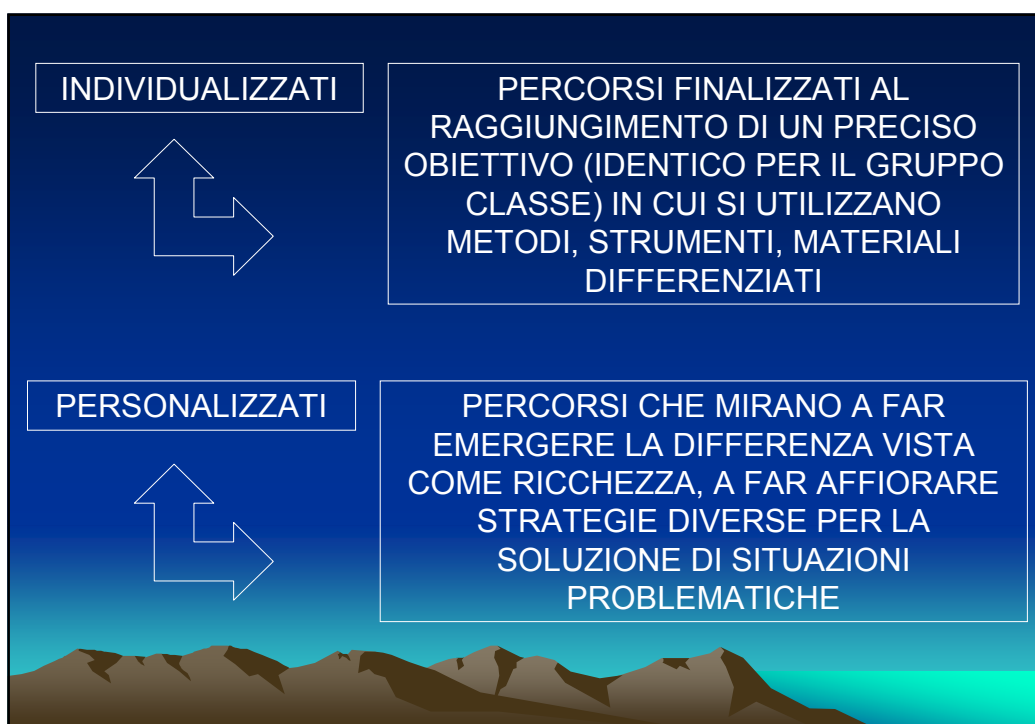 INDIVIDUALIZZATI
PERCORSI FINALIZZATI AL
RAGGIUNGIMENTO DI UN PRECISO
OBIETTIVO (IDENTICO PER IL GRUPPO
CLASSE) IN CUI SI UTILIZZANO
METODI, STRUMENTI, MATERIALI
DIFFERENZIATI
PERSONALIZZATI
PERCORSI CHE MIRANO A FAR
EMERGERE LA DIFFERENZA VISTA
COME RICCHEZZA, A FAR AFFIORARE
STRATEGIE DIVERSE PER LA
SOLUZIONE DI SITUAZIONI
PROBLEMATICHE